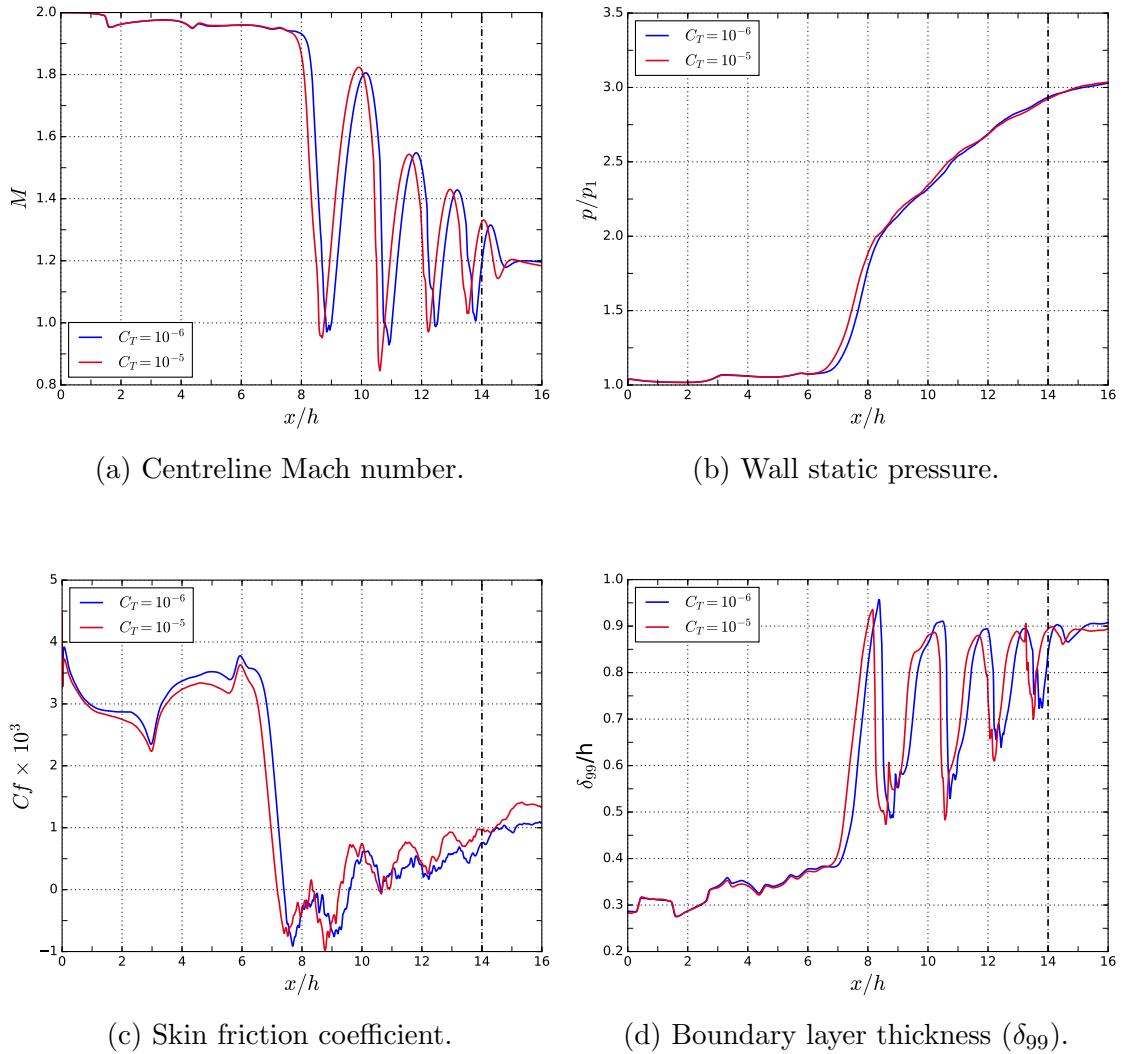 2.0
1.8
1.6
1.4
1.2
1.0
0.8
M
C_T = 10^{-6}
C_T = 10^{-5}
0 2 4 6 8 10 12 14 16
x/h
(a) Centreline Mach number.
3.5
3.0
2.5
2.0
1.5
1.0
p/p_1
C_T = 10^{-6}
C_T = 10^{-5}
0 2 4 6 8 10 12 14 16
x/h
(b) Wall static pressure.
5
4
3
2
1
0
−1
Cf × 10^3
C_T = 10^{-6}
C_T = 10^{-5}
0 2 4 6 8 10 12 14 16
x/h
(c) Skin friction coefficient.
1.0
0.9
0.8
0.7
0.6
0.5
0.4
0.3
0.2
δ_{99}/h
C_T = 10^{-6}
C_T = 10^{-5}
0 2 4 6 8 10 12 14 16
x/h
(d) Boundary layer thickness (δ_{99}).